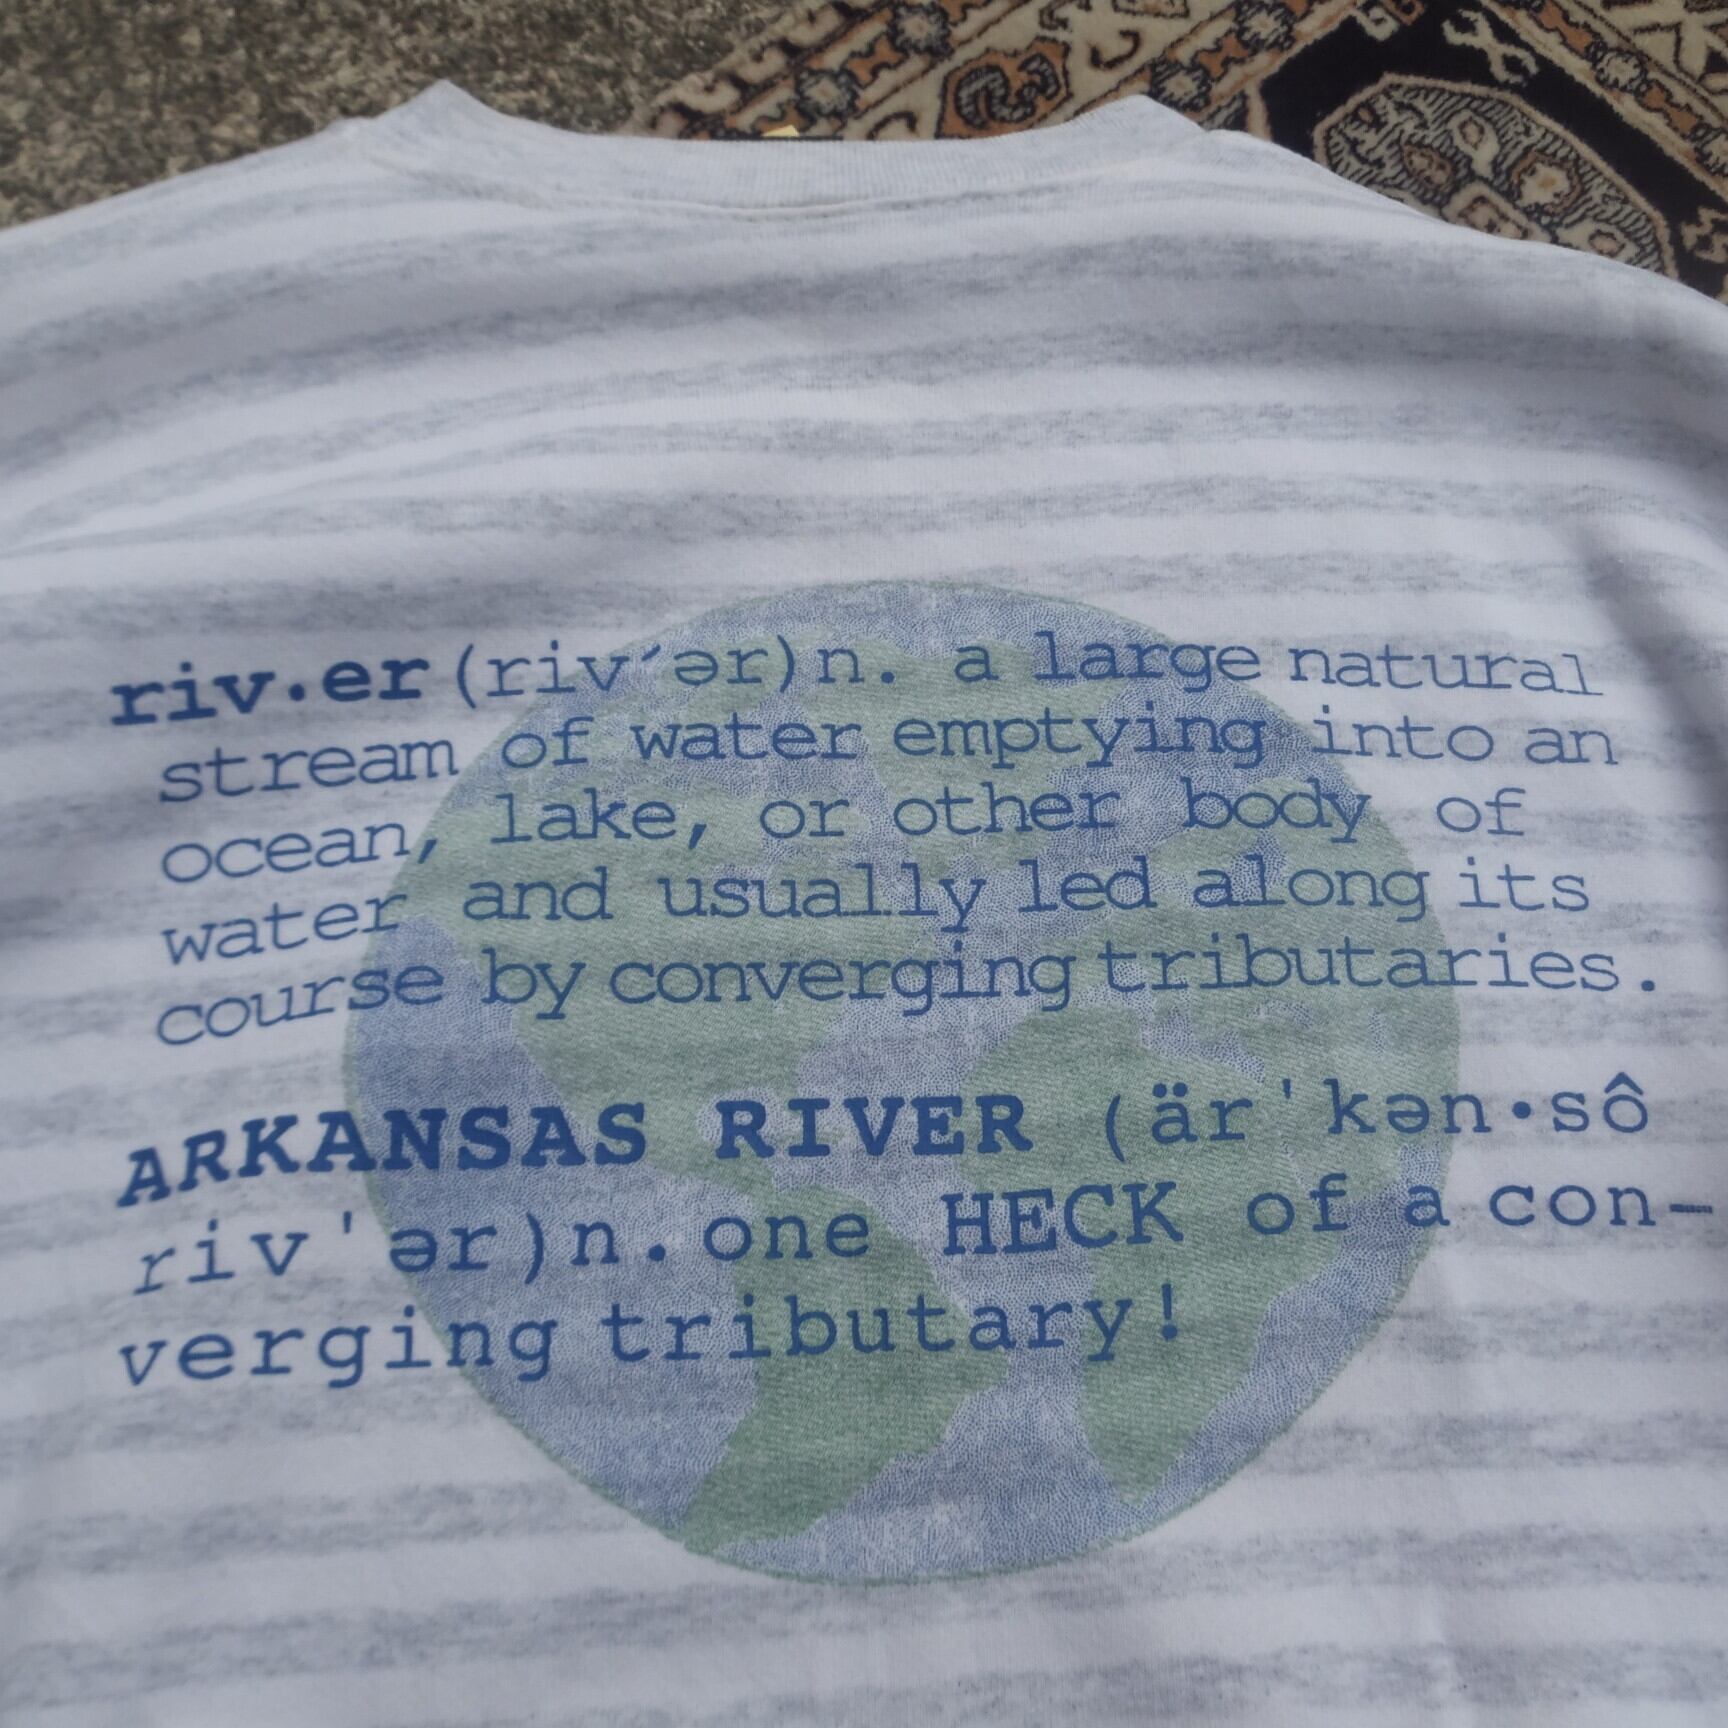 riv·er(riv´ər)n. a large natural
stream of water emptying into an
ocean, lake, or other body of
water and usually led along its
course by converging tributaries.
ARKANSAS RIVER (är'kən·sô
riv'ər)n. one HECK of a con-
verging tributary!